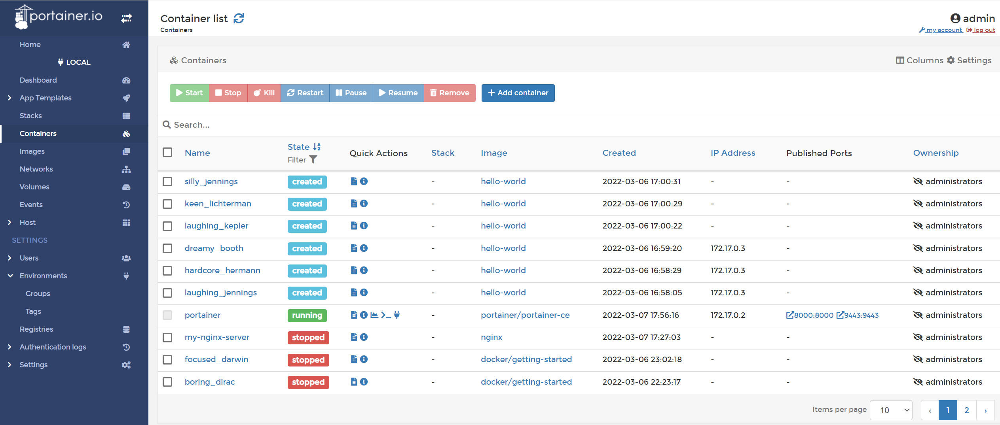 portainer.io
Home
LOCAL
Dashboard
App Templates
Stacks
Containers
Images
Networks
Volumes
Events
Host
SETTINGS
Users
Environments
Groups
Tags
Registries
Authentication logs
Settings
Container list
Containers
admin
my account log out
Containers
Columns Settings
Start Stop Kill Restart Pause Resume Remove Add container
Search...
Name State Filter Quick Actions Stack Image Created IP Address Published Ports Ownership
silly_jennings created - hello-world 2022-03-06 17:00:31 - - administrators
keen_lichterman created - hello-world 2022-03-06 17:00:29 - - administrators
laughing_kepler created - hello-world 2022-03-06 17:00:22 - - administrators
dreamy_booth created - hello-world 2022-03-06 16:59:20 172.17.0.3 - administrators
hardcore_hermann created - hello-world 2022-03-06 16:58:29 172.17.0.3 - administrators
laughing_jennings created - hello-world 2022-03-06 16:58:05 172.17.0.3 - administrators
portainer running - portainer/portainer-ce 2022-03-07 17:56:16 172.17.0.2 8000:8000 9443:9443 administrators
my-nginx-server stopped - nginx 2022-03-07 17:27:03 - - administrators
focused_darwin stopped - docker/getting-started 2022-03-06 23:02:18 - - administrators
boring_dirac stopped - docker/getting-started 2022-03-06 22:23:17 - - administrators
Items per page 10 ‹ 1 2 ›